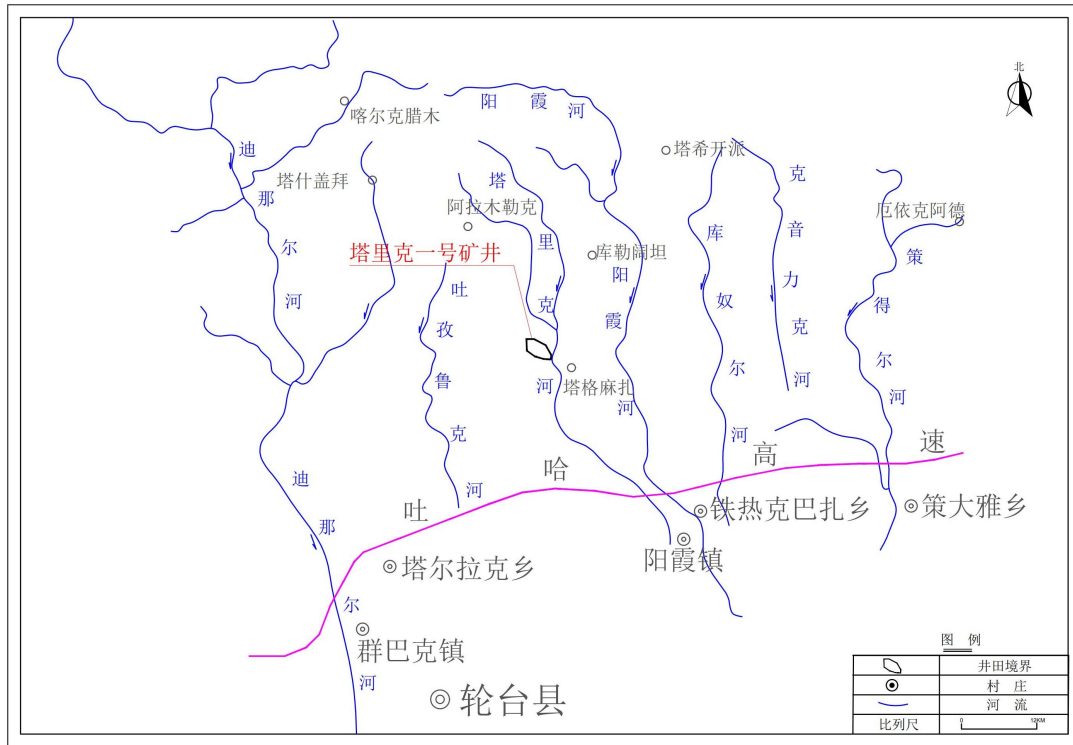 北
喀尔克腊木
阳霞河
塔希开派
迪那尔河
塔什盖拜
塔里克河
阿拉木勒克
克音力克河
厄依克阿德
库勒阔坦
库奴尔河
策得尔河
塔里克一号矿井
吐孜鲁克河
阳霞河
塔格麻扎
吐哈高速
迪那尔河
铁热克巴扎乡
策大雅乡
阳霞镇
塔尔拉克乡
群巴克镇
轮台县
图 例
井田境界
村 庄
河 流
比列尺
0 12KM